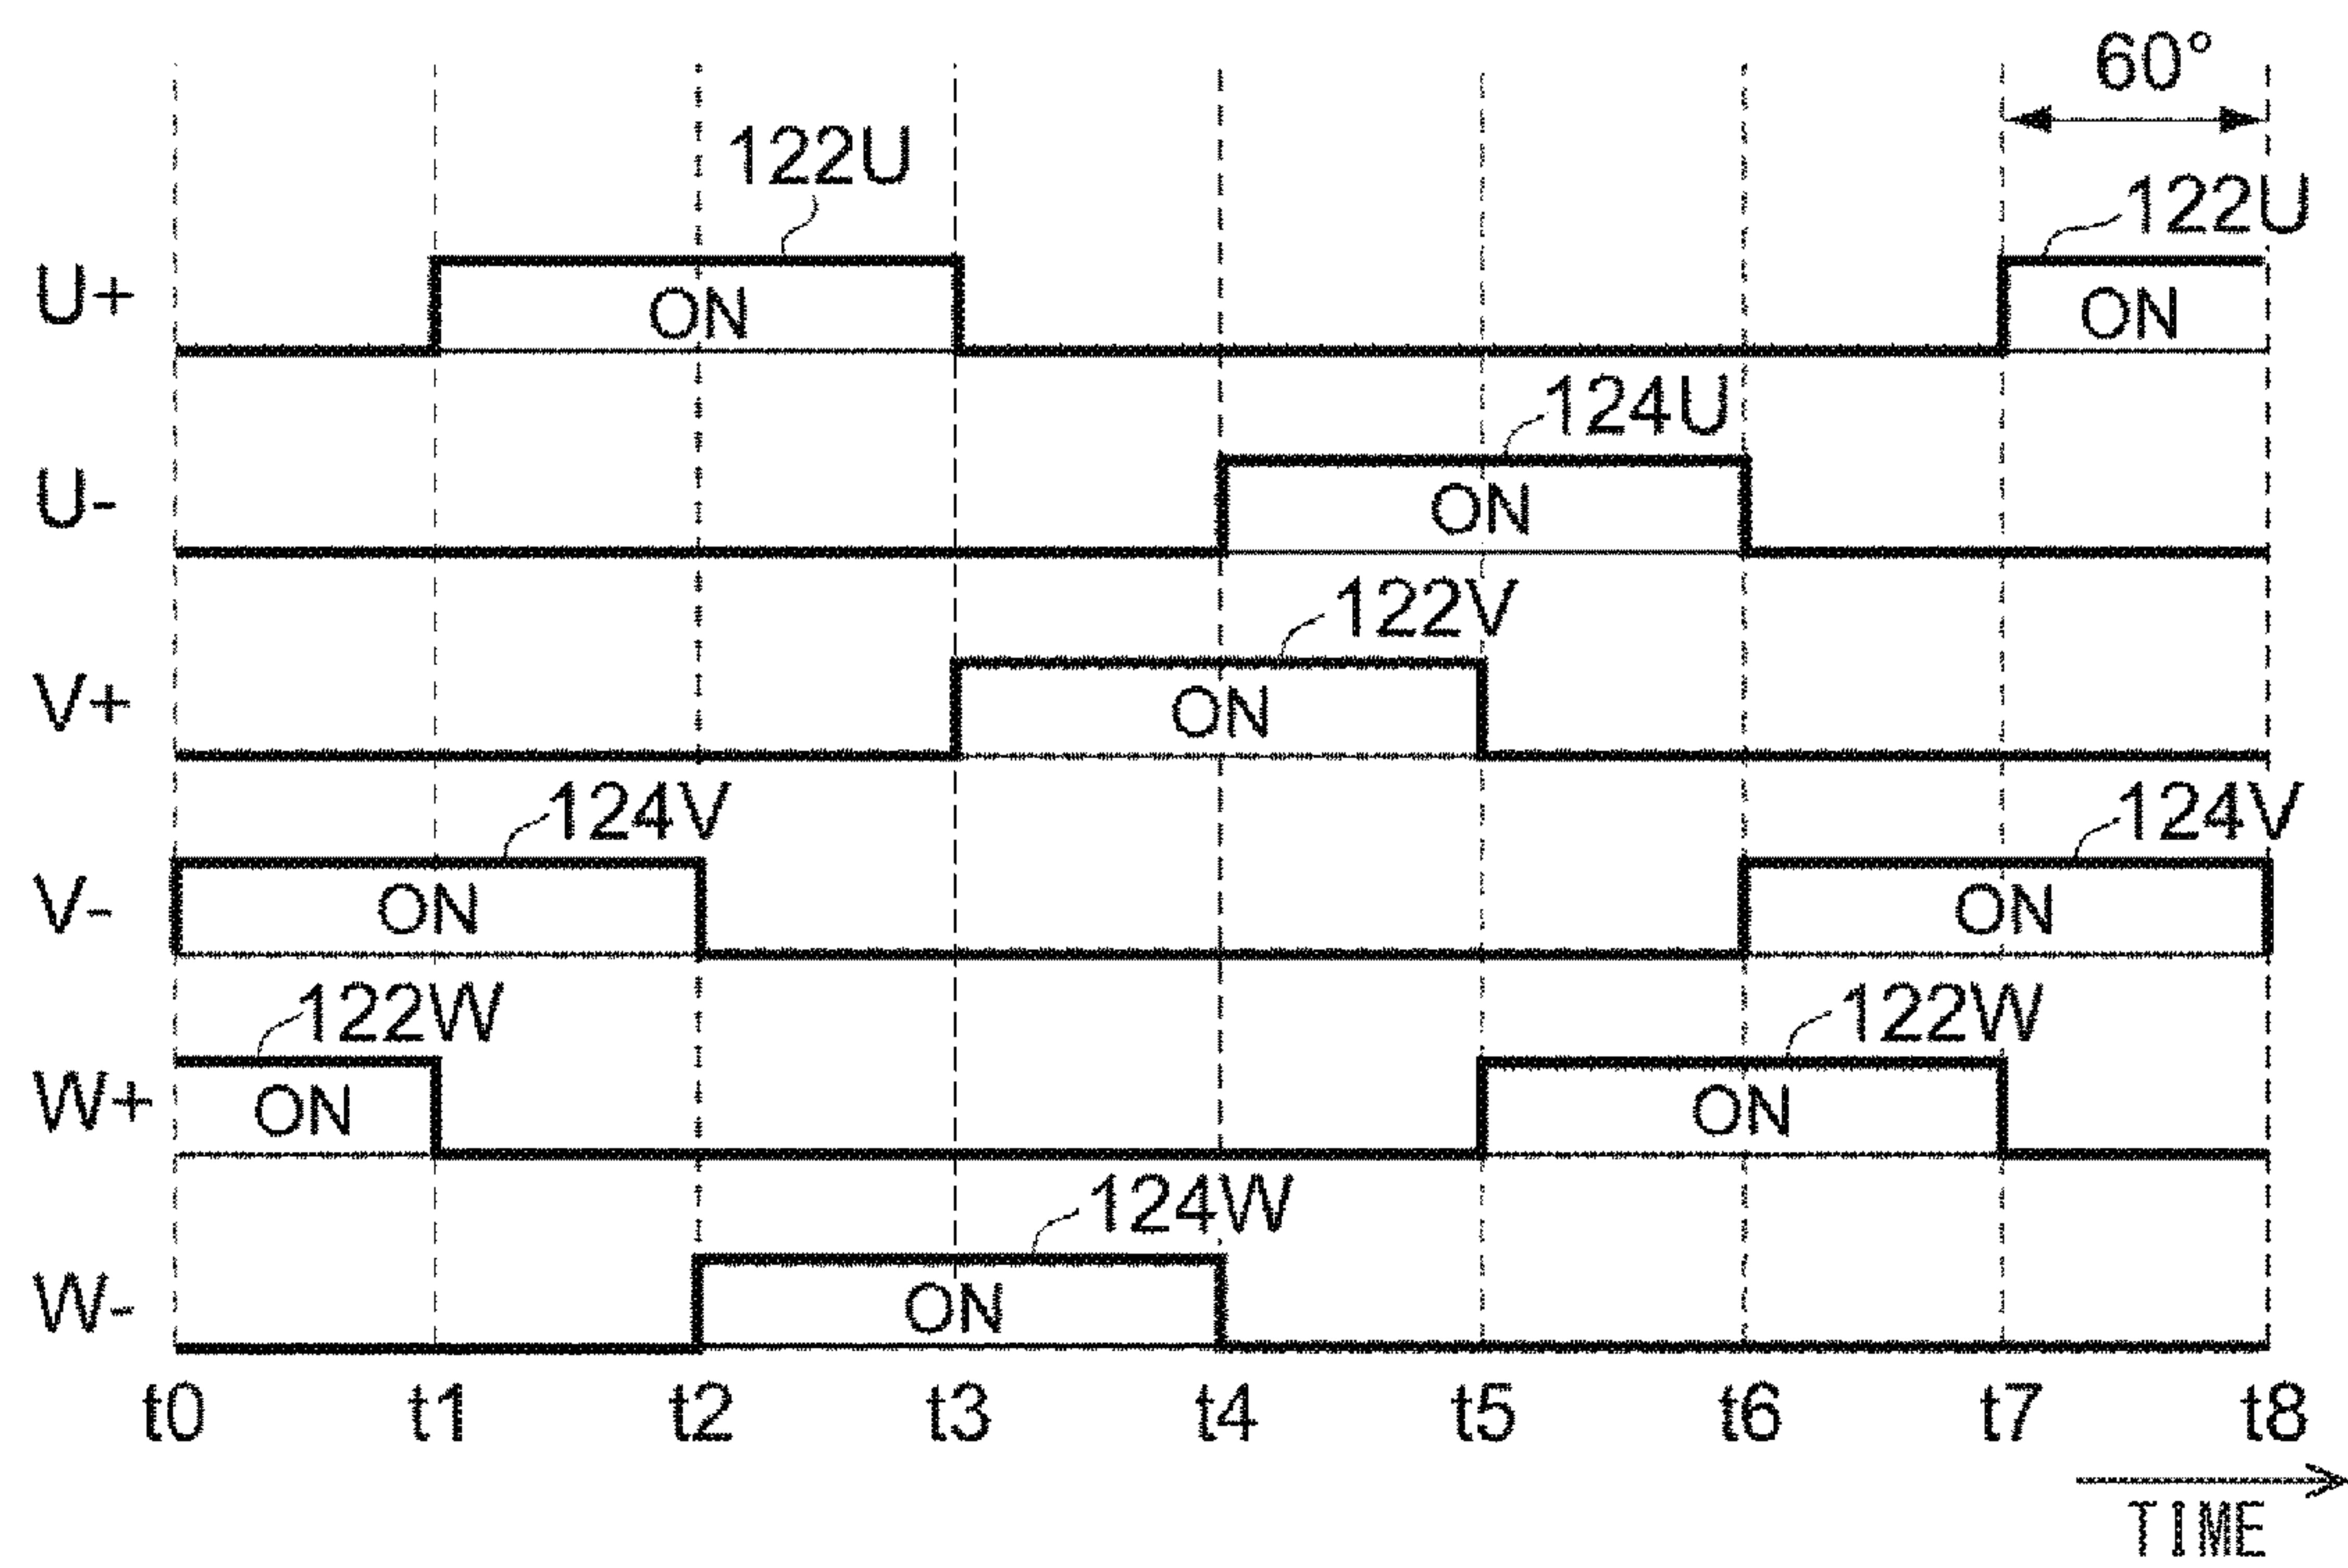 60°
122U
122U
U+
ON
ON
124U
U-
ON
122V
V+
ON
124V
124V
V-
ON
ON
122W
122W
W+
ON
ON
124W
W-
ON
t0 t1 t2 t3 t4 t5 t6 t7 t8
TIME